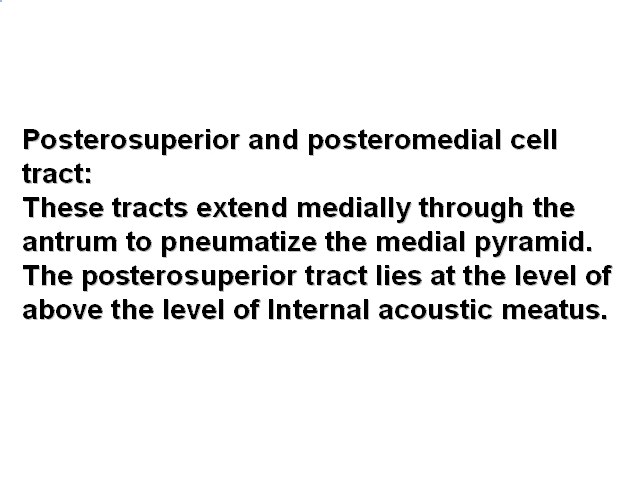 Posterosuperior and posteromedial cell
tract:
These tracts extend medially through the
antrum to pneumatize the medial pyramid.
The posterosuperior tract lies at the level of
above the level of Internal acoustic meatus.